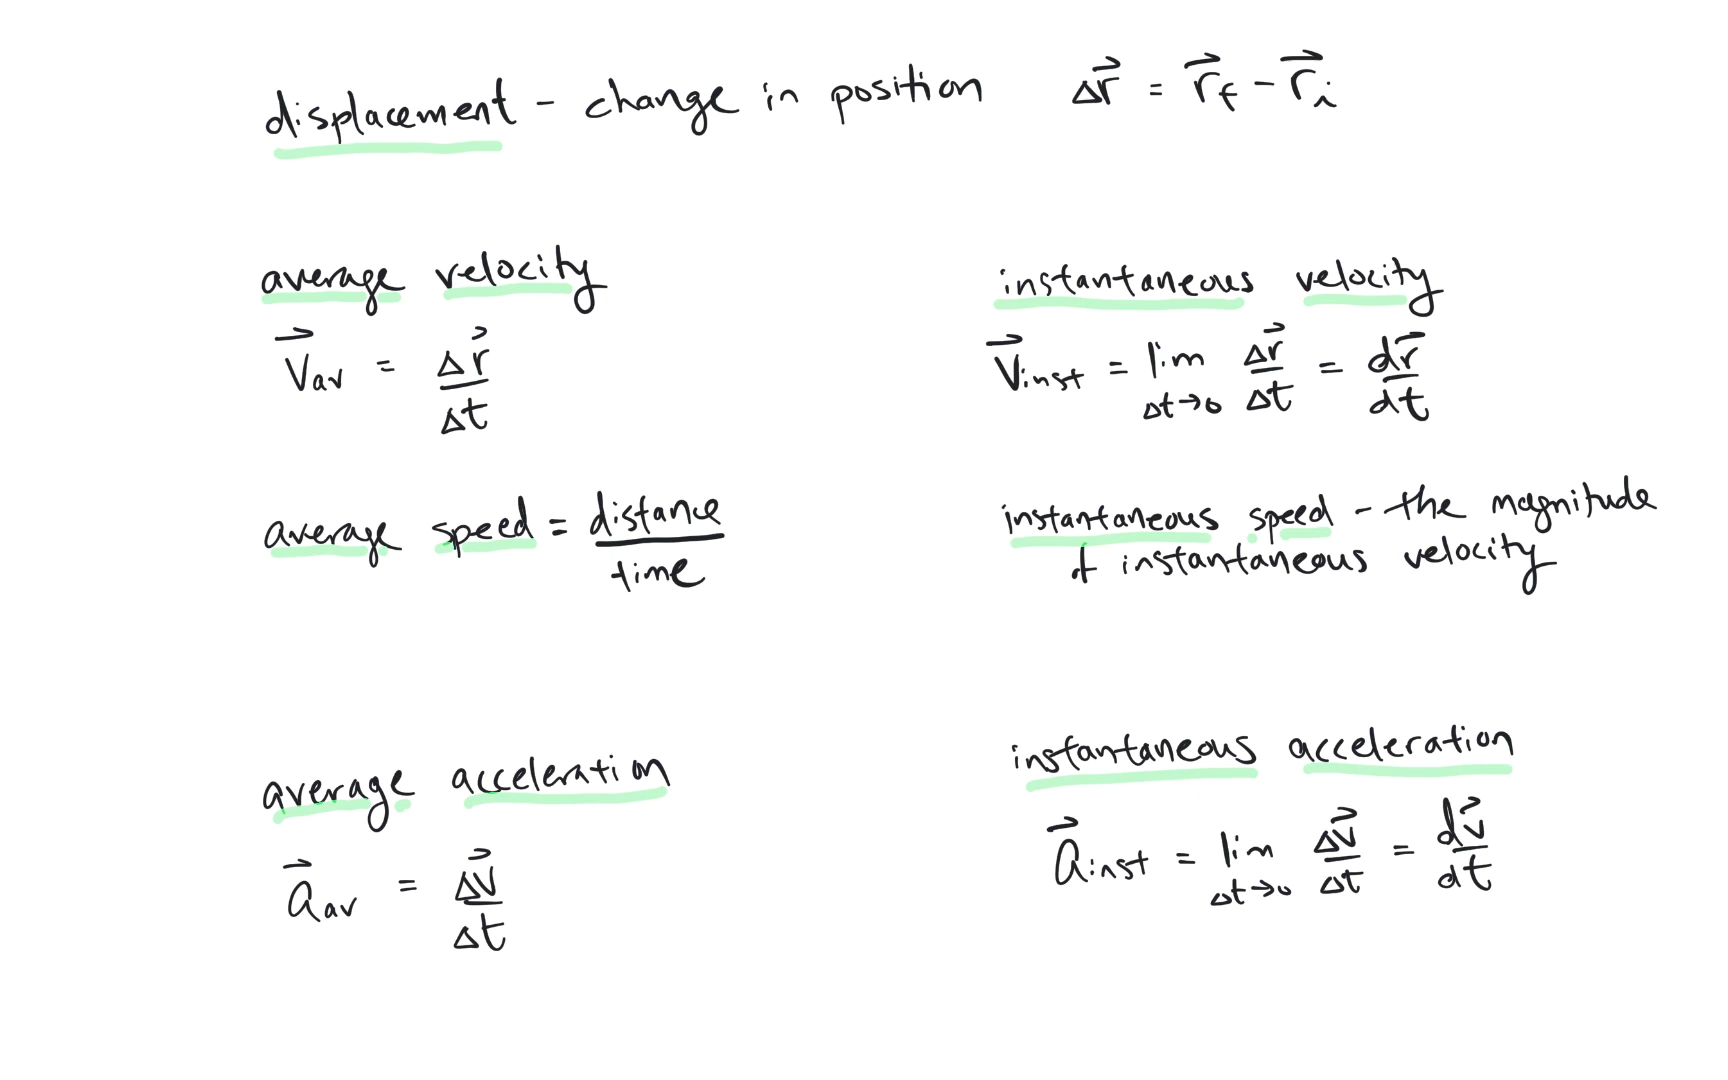 displacement - change in position Δr⃗ = r⃗f - r⃗i
average velocity
v⃗av = Δr⃗/Δt
average speed = distance/time
instantaneous velocity
v⃗inst = lim Δt→0 Δr⃗/Δt = dr⃗/dt
instantaneous speed - the magnitude
of instantaneous velocity
average acceleration
a⃗av = Δv⃗/Δt
instantaneous acceleration
a⃗inst = lim Δt→0 Δv⃗/Δt = dv⃗/dt